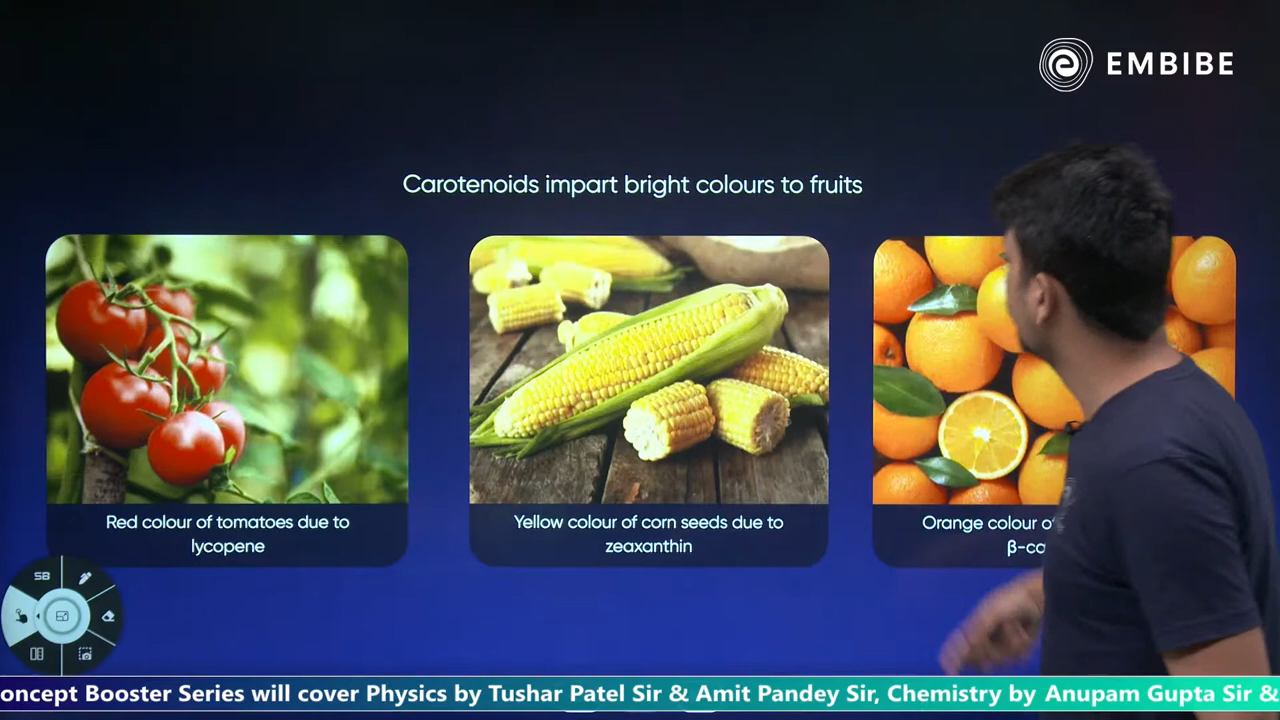 EMBIBE
Carotenoids impart bright colours to fruits
Red colour of tomatoes due to
lycopene
Yellow colour of corn seeds due to
zeaxanthin
Orange colour
SB
oncept Booster Series will cover Physics by Tushar Patel Sir & Amit Pandey Sir, Chemistry by Anupam Gupta Sir &